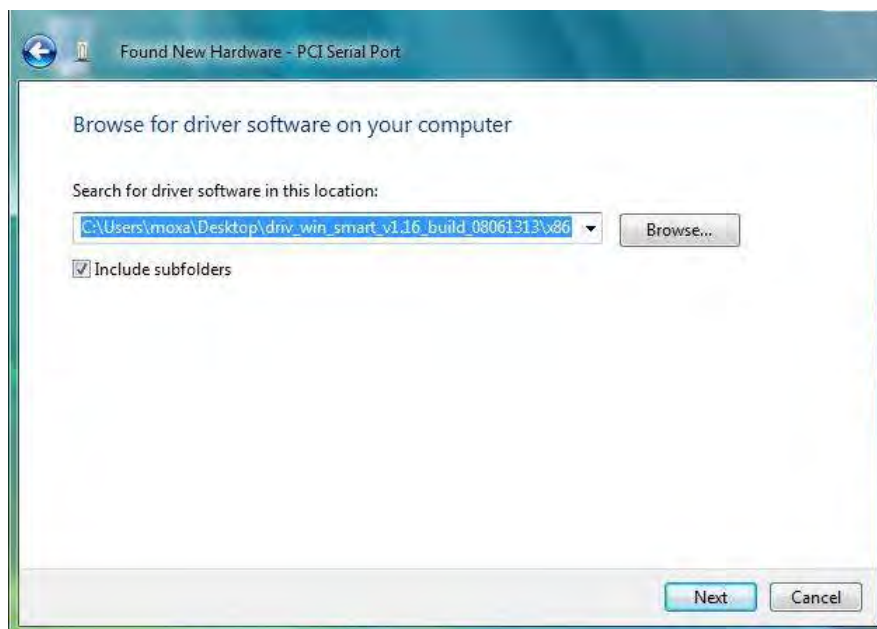 Found New Hardware - PCI Serial Port
Browse for driver software on your computer
Search for driver software in this location:
C:\Users\moxa\Desktop\driv_win_smart_v1.16_build_08061313\x86
Browse...
Include subfolders
Next
Cancel